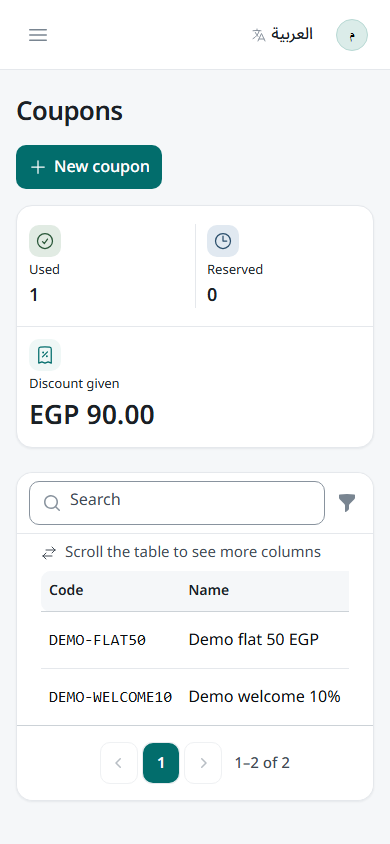 العربية
م
Coupons
New coupon
Used
1
Reserved
0
Discount given
EGP 90.00
Search
Scroll the table to see more columns
Code Name
DEMO-FLAT50 Demo flat 50 EGP
DEMO-WELCOME10 Demo welcome 10%
1 1–2 of 2